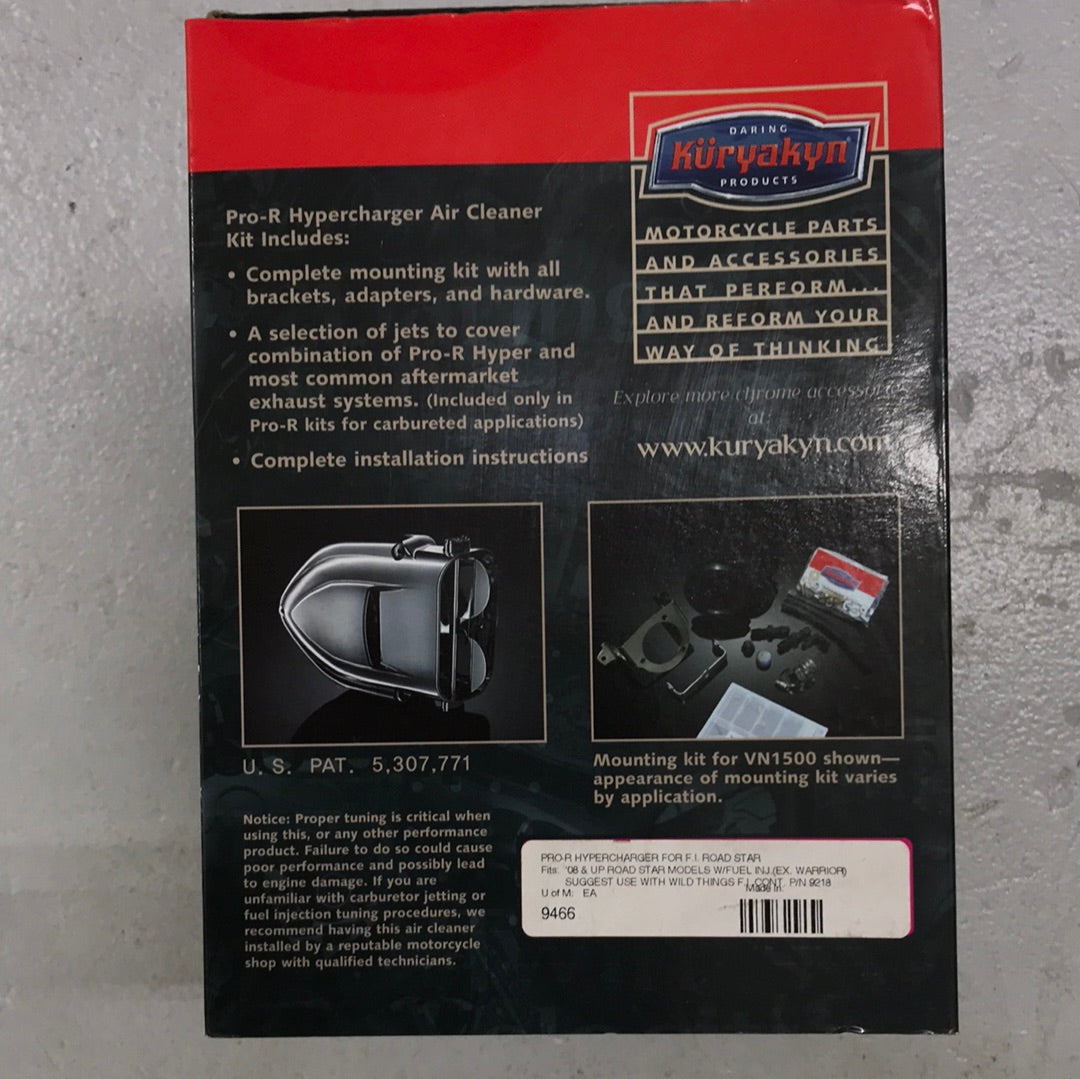 DARING
Küryakyn
PRODUCTS
MOTORCYCLE PARTS
AND ACCESSORIES
THAT PERFORM...
AND REFORM YOUR
WAY OF THINKING
Explore more chrome accessories
at:
www.kuryakyn.com
Pro-R Hypercharger Air Cleaner
Kit Includes:
• Complete mounting kit with all
brackets, adapters, and hardware.
• A selection of jets to cover
combination of Pro-R Hyper and
most common aftermarket
exhaust systems. (Included only in
Pro-R kits for carbureted applications)
• Complete installation instructions
U. S. PAT. 5,307,771
Mounting kit for VN1500 shown—
appearance of mounting kit varies
by application.
Notice: Proper tuning is critical when
using this, or any other performance
product. Failure to do so could cause
poor performance and possibly lead
to engine damage. If you are
unfamiliar with carburetor jetting or
fuel injection tuning procedures, we
recommend having this air cleaner
installed by a reputable motorcycle
shop with qualified technicians.
PRO-R HYPERCHARGER FOR F.I. ROAD STAR
Fits: '08 & UP ROAD STAR MODELS W/FUEL INJ.(EX. WARRIOR)
SUGGEST USE WITH WILD THINGS F.I. CONT. P/N 9218
Made In:
U of M: EA
9466